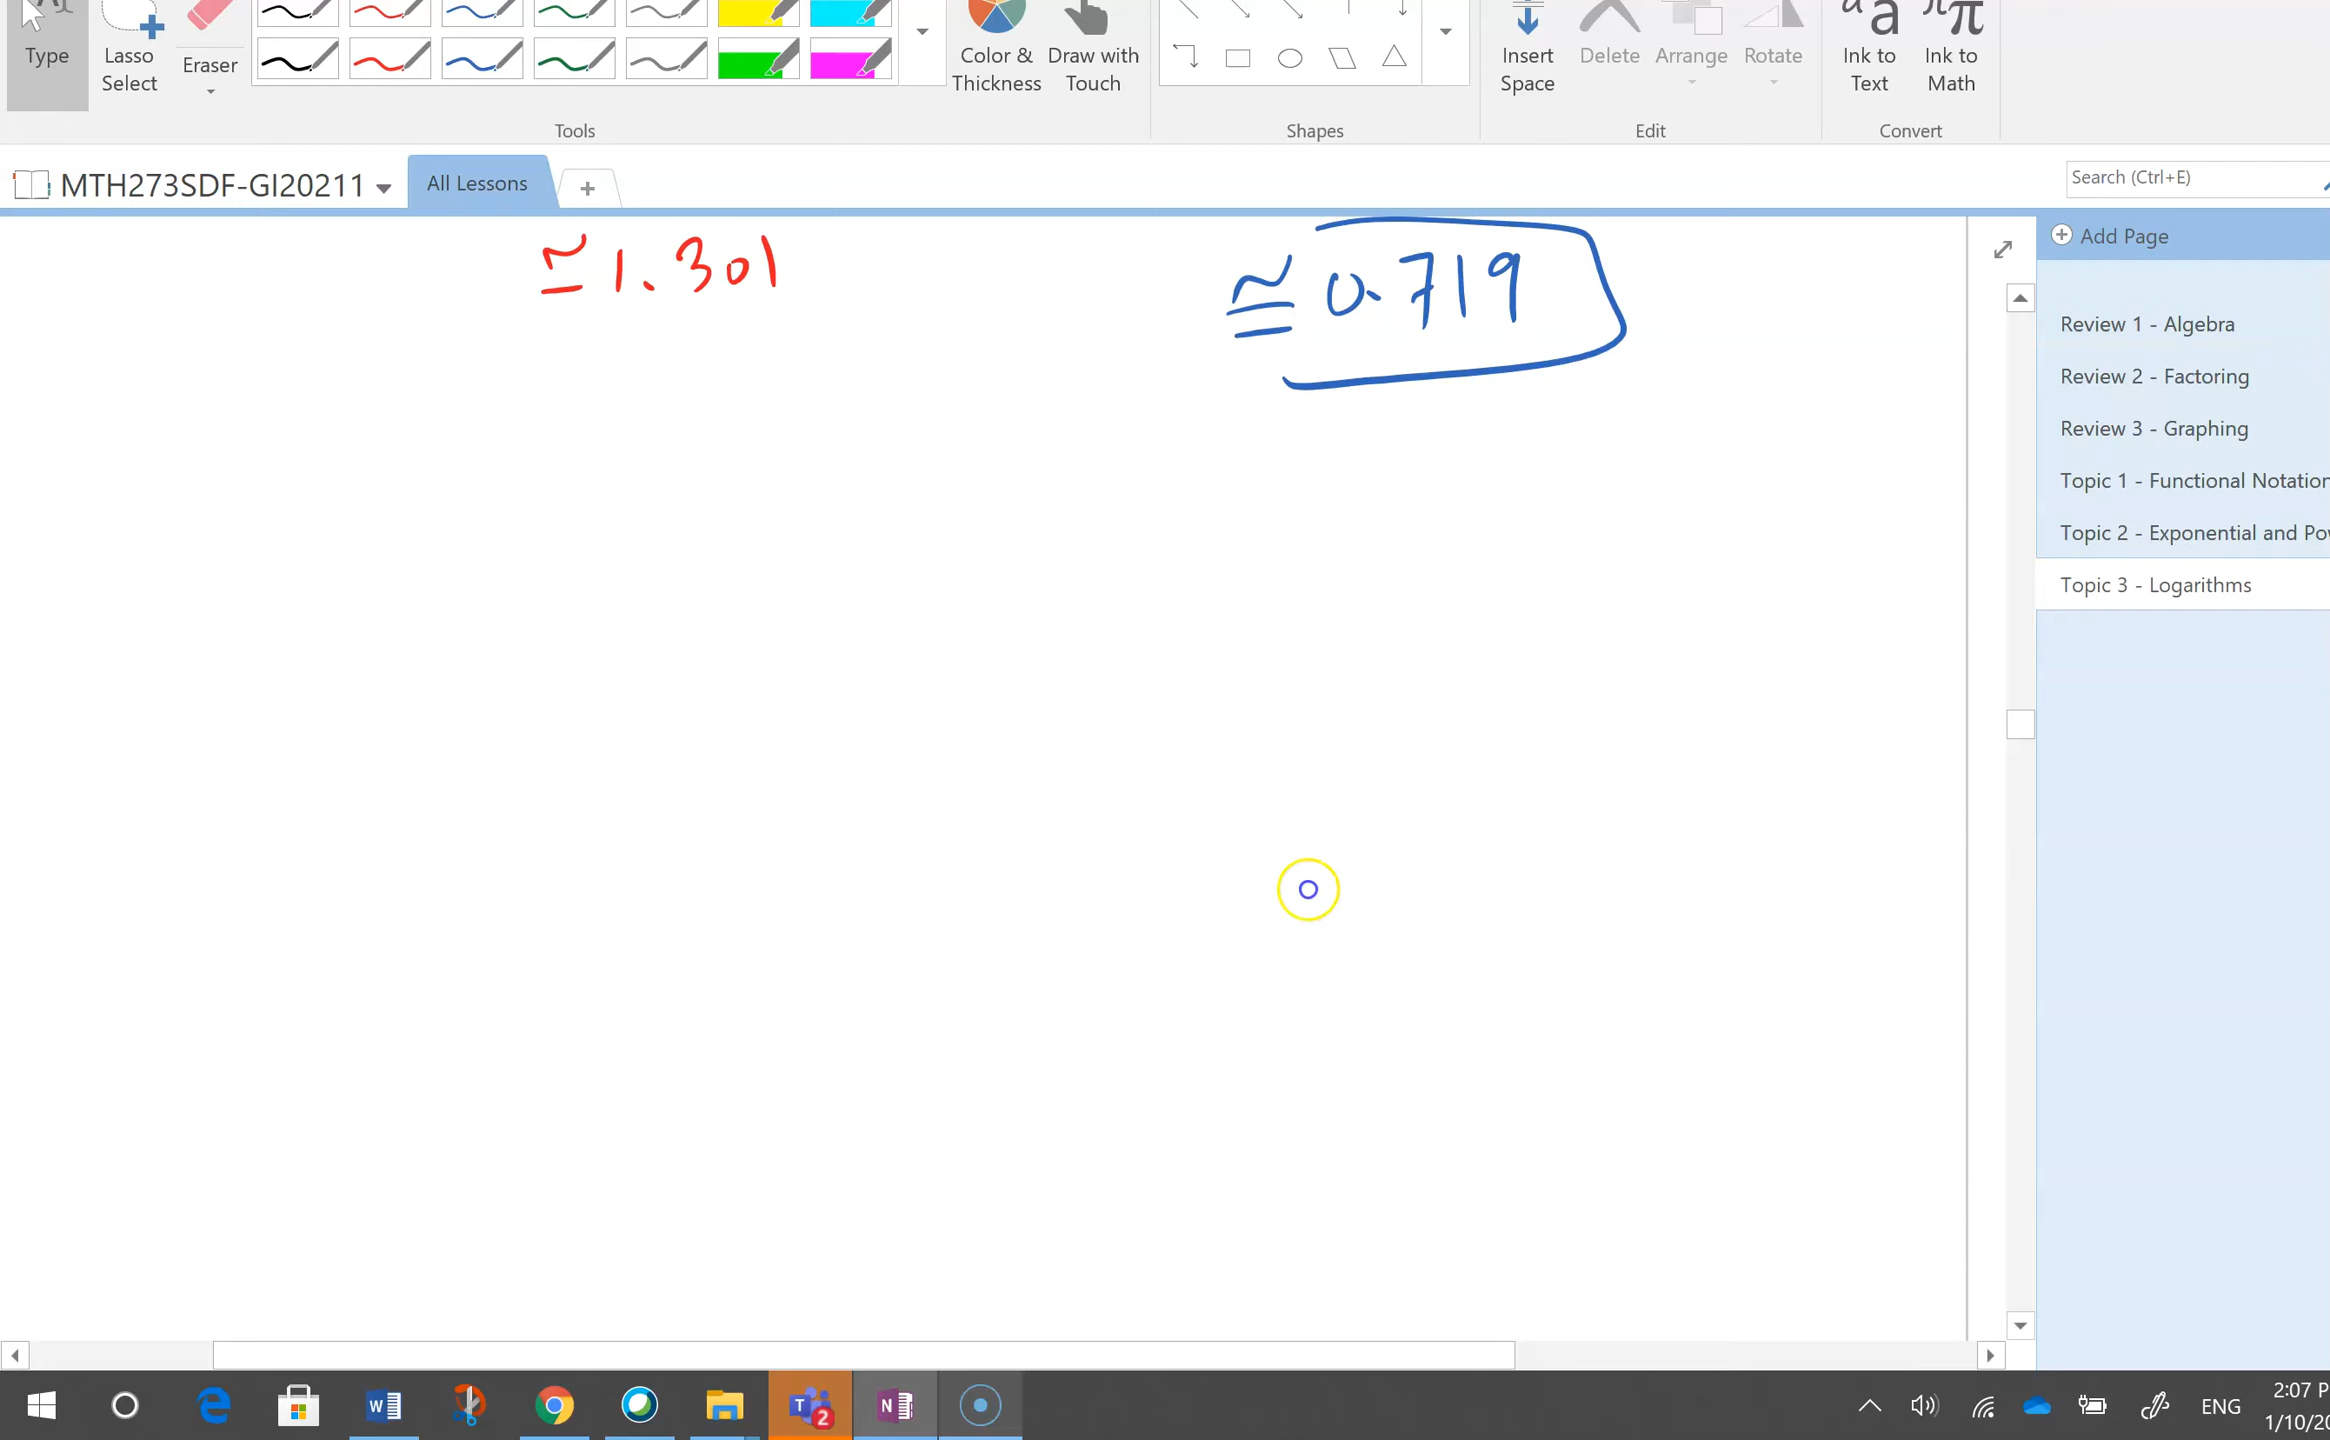 Type
Lasso
Select
Eraser
Color &
Thickness
Draw with
Touch
Insert
Space
Delete
Arrange
Rotate
Ink to
Text
Ink to
Math
Tools
Shapes
Edit
Convert
MTH273SDF-GI20211
All Lessons
Search (Ctrl+E)
≅ 1.301
≅ 0.719
Add Page
Review 1 - Algebra
Review 2 - Factoring
Review 3 - Graphing
Topic 1 - Functional Notation
Topic 2 - Exponential and Po
Topic 3 - Logarithms
2
ENG
2:07 P
1/10/20